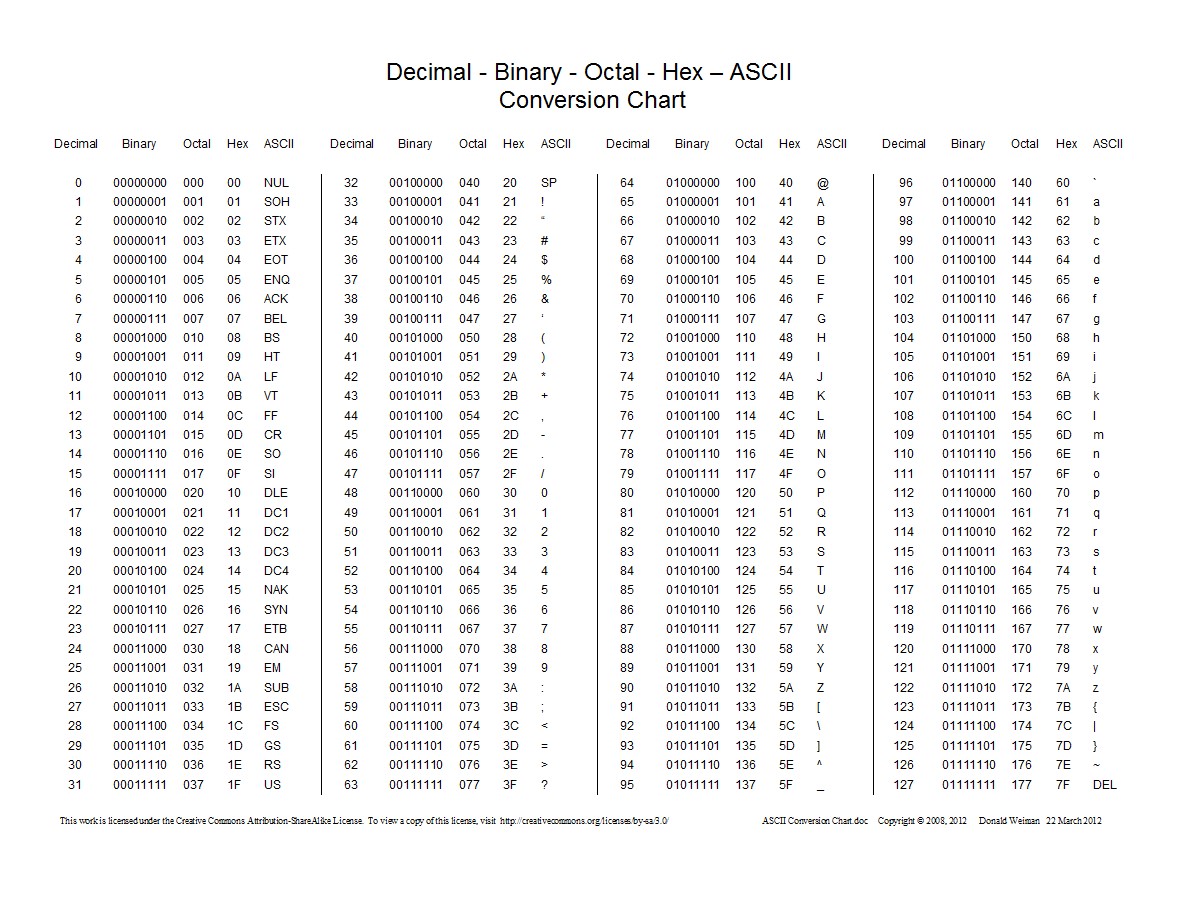 Decimal - Binary - Octal - Hex – ASCII
Conversion Chart
Decimal Binary Octal Hex ASCII Decimal Binary Octal Hex ASCII Decimal Binary Octal Hex ASCII Decimal Binary Octal Hex ASCII
0 00000000 000 00 NUL 32 00100000 040 20 SP 64 01000000 100 40 @ 96 01100000 140 60 `
1 00000001 001 01 SOH 33 00100001 041 21 ! 65 01000001 101 41 A 97 01100001 141 61 a
2 00000010 002 02 STX 34 00100010 042 22 “ 66 01000010 102 42 B 98 01100010 142 62 b
3 00000011 003 03 ETX 35 00100011 043 23 # 67 01000011 103 43 C 99 01100011 143 63 c
4 00000100 004 04 EOT 36 00100100 044 24 $ 68 01000100 104 44 D 100 01100100 144 64 d
5 00000101 005 05 ENQ 37 00100101 045 25 % 69 01000101 105 45 E 101 01100101 145 65 e
6 00000110 006 06 ACK 38 00100110 046 26 & 70 01000110 106 46 F 102 01100110 146 66 f
7 00000111 007 07 BEL 39 00100111 047 27 ‘ 71 01000111 107 47 G 103 01100111 147 67 g
8 00001000 010 08 BS 40 00101000 050 28 ( 72 01001000 110 48 H 104 01101000 150 68 h
9 00001001 011 09 HT 41 00101001 051 29 ) 73 01001001 111 49 I 105 01101001 151 69 i
10 00001010 012 0A LF 42 00101010 052 2A * 74 01001010 112 4A J 106 01101010 152 6A j
11 00001011 013 0B VT 43 00101011 053 2B + 75 01001011 113 4B K 107 01101011 153 6B k
12 00001100 014 0C FF 44 00101100 054 2C , 76 01001100 114 4C L 108 01101100 154 6C l
13 00001101 015 0D CR 45 00101101 055 2D - 77 01001101 115 4D M 109 01101101 155 6D m
14 00001110 016 0E SO 46 00101110 056 2E . 78 01001110 116 4E N 110 01101110 156 6E n
15 00001111 017 0F SI 47 00101111 057 2F / 79 01001111 117 4F O 111 01101111 157 6F o
16 00010000 020 10 DLE 48 00110000 060 30 0 80 01010000 120 50 P 112 01110000 160 70 p
17 00010001 021 11 DC1 49 00110001 061 31 1 81 01010001 121 51 Q 113 01110001 161 71 q
18 00010010 022 12 DC2 50 00110010 062 32 2 82 01010010 122 52 R 114 01110010 162 72 r
19 00010011 023 13 DC3 51 00110011 063 33 3 83 01010011 123 53 S 115 01110011 163 73 s
20 00010100 024 14 DC4 52 00110100 064 34 4 84 01010100 124 54 T 116 01110100 164 74 t
21 00010101 025 15 NAK 53 00110101 065 35 5 85 01010101 125 55 U 117 01110101 165 75 u
22 00010110 026 16 SYN 54 00110110 066 36 6 86 01010110 126 56 V 118 01110110 166 76 v
23 00010111 027 17 ETB 55 00110111 067 37 7 87 01010111 127 57 W 119 01110111 167 77 w
24 00011000 030 18 CAN 56 00111000 070 38 8 88 01011000 130 58 X 120 01111000 170 78 x
25 00011001 031 19 EM 57 00111001 071 39 9 89 01011001 131 59 Y 121 01111001 171 79 y
26 00011010 032 1A SUB 58 00111010 072 3A : 90 01011010 132 5A Z 122 01111010 172 7A z
27 00011011 033 1B ESC 59 00111011 073 3B ; 91 01011011 133 5B [ 123 01111011 173 7B {
28 00011100 034 1C FS 60 00111100 074 3C < 92 01011100 134 5C \ 124 01111100 174 7C |
29 00011101 035 1D GS 61 00111101 075 3D = 93 01011101 135 5D ] 125 01111101 175 7D }
30 00011110 036 1E RS 62 00111110 076 3E > 94 01011110 136 5E ^ 126 01111110 176 7E ~
31 00011111 037 1F US 63 00111111 077 3F ? 95 01011111 137 5F _ 127 01111111 177 7F DEL
This work is licensed under the Creative Commons Attribution-ShareAlike License. To view a copy of this license, visit http://creativecommons.org/licenses/by-sa/3.0/ ASCII Conversion Chart.doc Copyright © 2008, 2012 Donald Weiman 22 March 2012